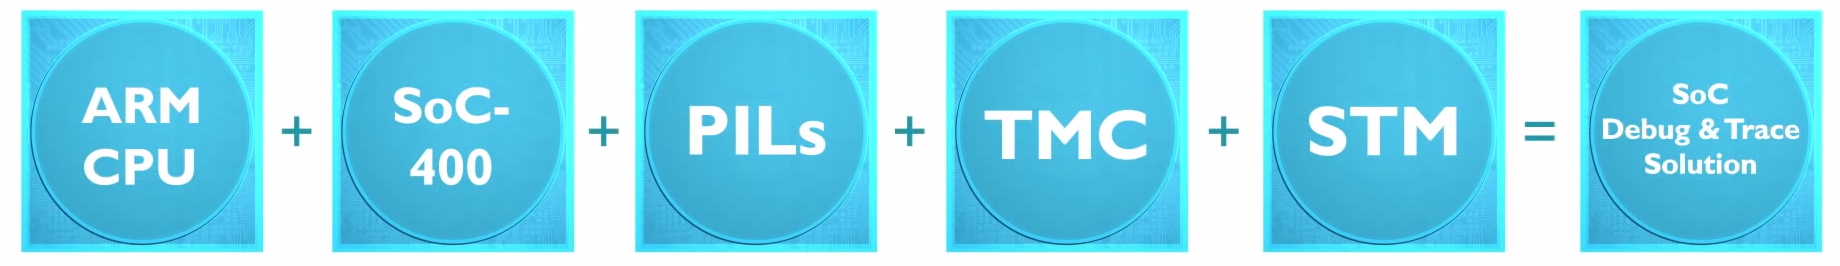 ARM
CPU
+
SoC-
400
+
PILs
+
TMC
+
STM
=
SoC
Debug & Trace
Solution